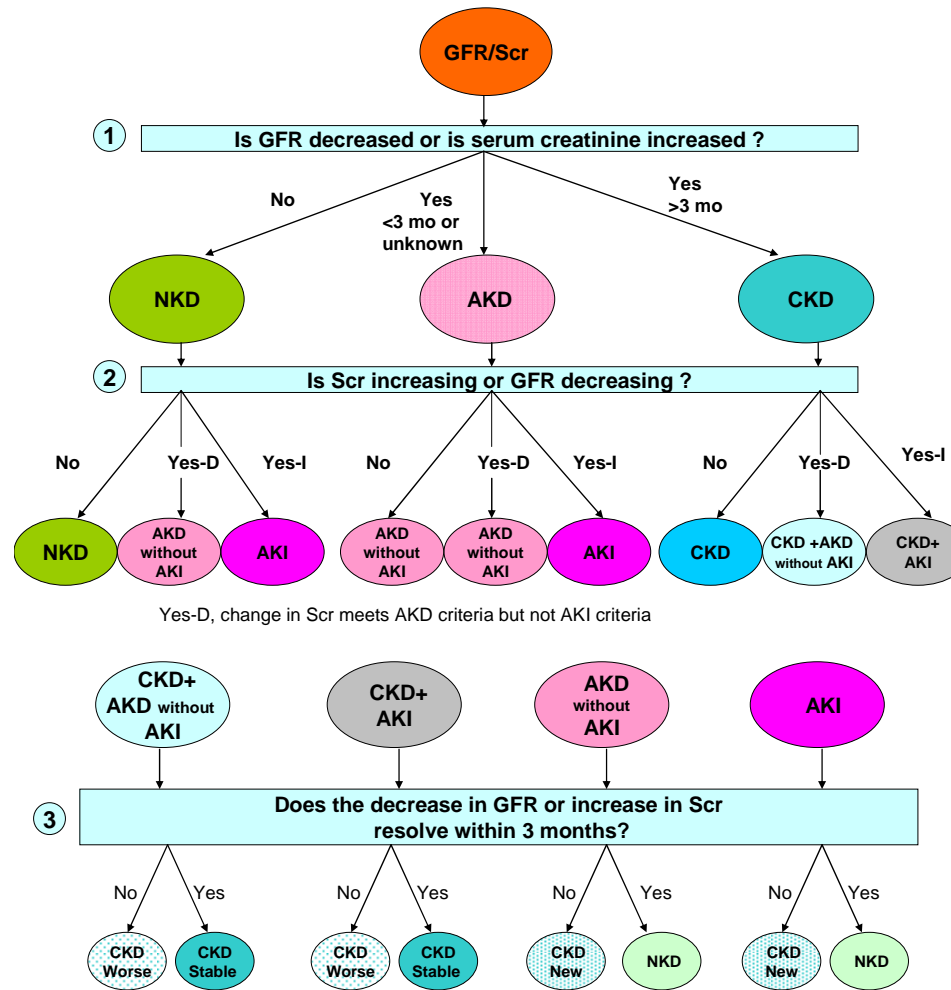 GFR/Scr
1
Is GFR decreased or is serum creatinine increased ?
No
Yes
<3 mo or
unknown
Yes
>3 mo
NKD
AKD
CKD
2
Is Scr increasing or GFR decreasing ?
No
Yes-D
Yes-I
No
Yes-D
Yes-I
No
Yes-D
Yes-I
NKD
AKD
without
AKI
AKI
AKD
without
AKI
AKD
without
AKI
AKI
CKD
CKD +AKD
without AKI
CKD+
AKI
Yes-D, change in Scr meets AKD criteria but not AKI criteria
CKD+
AKD without
AKI
CKD+
AKI
AKD
without
AKI
AKI
3
Does the decrease in GFR or increase in Scr
resolve within 3 months?
No
Yes
No
Yes
No
Yes
No
Yes
CKD
Worse
CKD
Stable
CKD
Worse
CKD
Stable
CKD
New
NKD
CKD
New
NKD